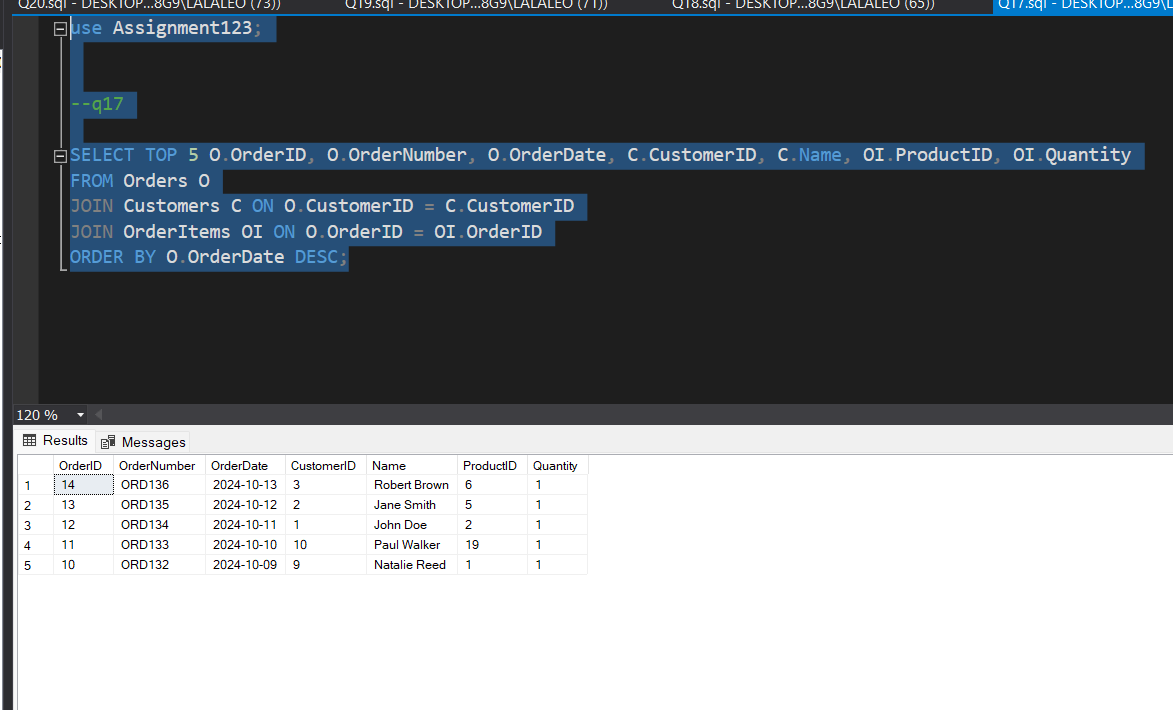 Q20.sql - DESKTOP...8G9\LALALEO (73)) Q19.sql - DESKTOP...8G9\LALALEO (71)) Q18.sql - DESKTOP...8G9\LALALEO (65)) Q17.sql - DESKTOP...8G9\L
use Assignment123;
--q17
SELECT TOP 5 O.OrderID, O.OrderNumber, O.OrderDate, C.CustomerID, C.Name, OI.ProductID, OI.Quantity
FROM Orders O
JOIN Customers C ON O.CustomerID = C.CustomerID
JOIN OrderItems OI ON O.OrderID = OI.OrderID
ORDER BY O.OrderDate DESC;
120 %
Results Messages
OrderID OrderNumber OrderDate CustomerID Name ProductID Quantity
1 14 ORD136 2024-10-13 3 Robert Brown 6 1
2 13 ORD135 2024-10-12 2 Jane Smith 5 1
3 12 ORD134 2024-10-11 1 John Doe 2 1
4 11 ORD133 2024-10-10 10 Paul Walker 19 1
5 10 ORD132 2024-10-09 9 Natalie Reed 1 1